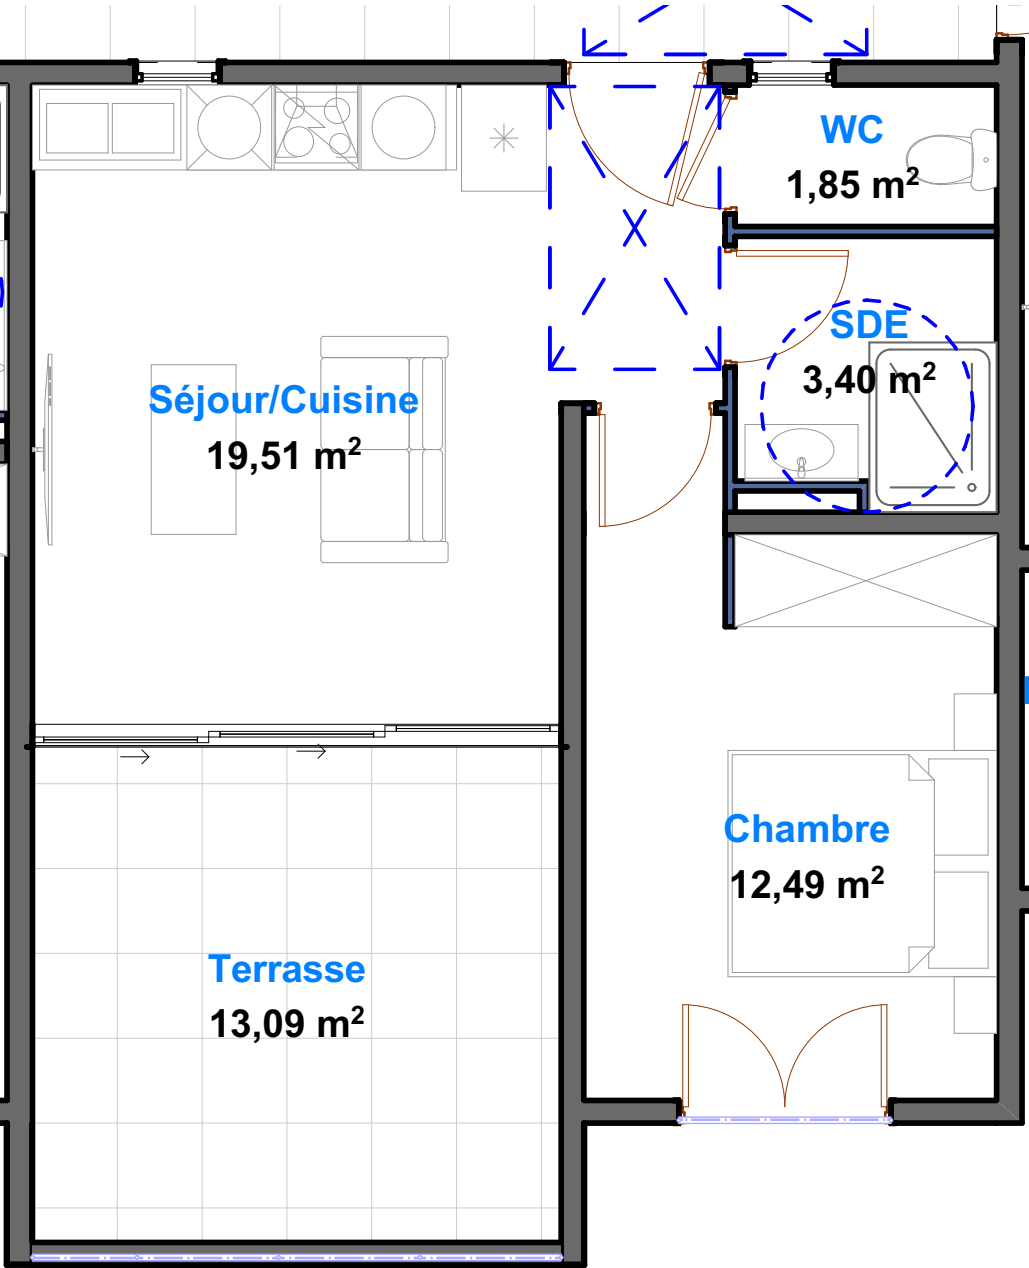 WC
1,85 m²
SDE
3,40 m²
Séjour/Cuisine
19,51 m²
Chambre
12,49 m²
Terrasse
13,09 m²